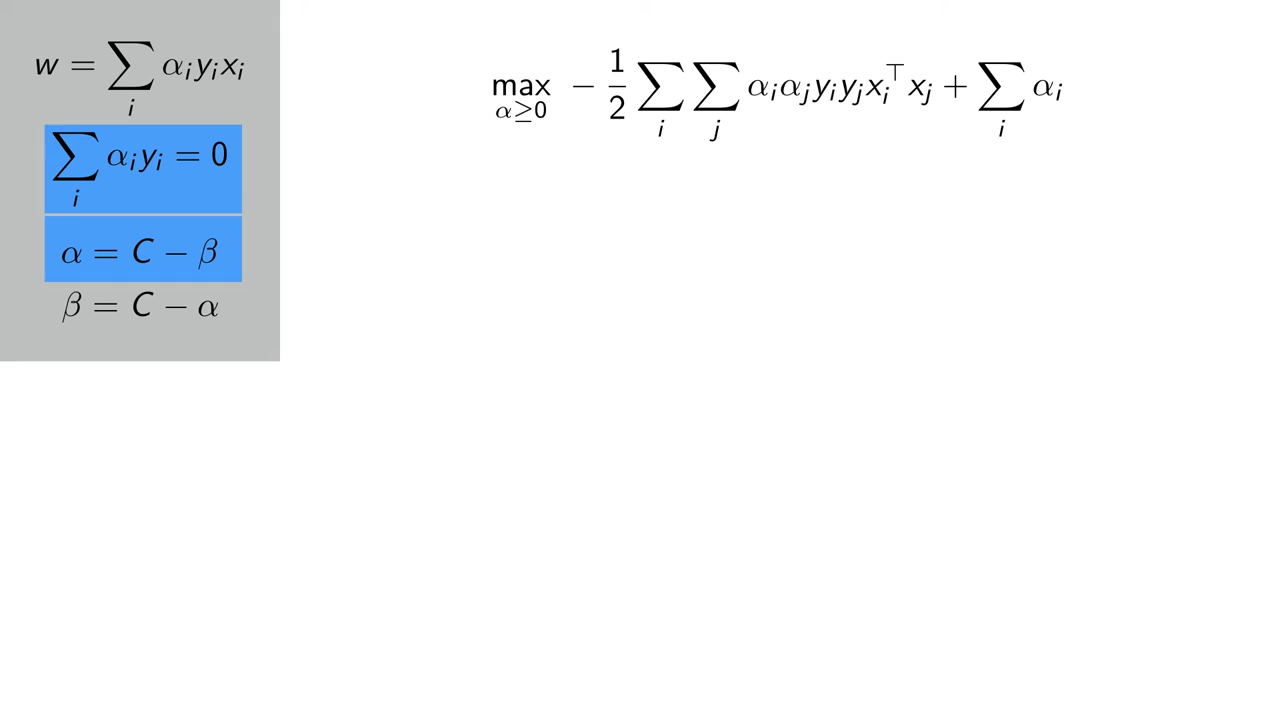 w = ∑_i α_i y_i x_i
∑_i α_i y_i = 0
α = C − β
β = C − α
max_{α≥0} − 1/2 ∑_i ∑_j α_i α_j y_i y_j x_i^⊤ x_j + ∑_i α_i